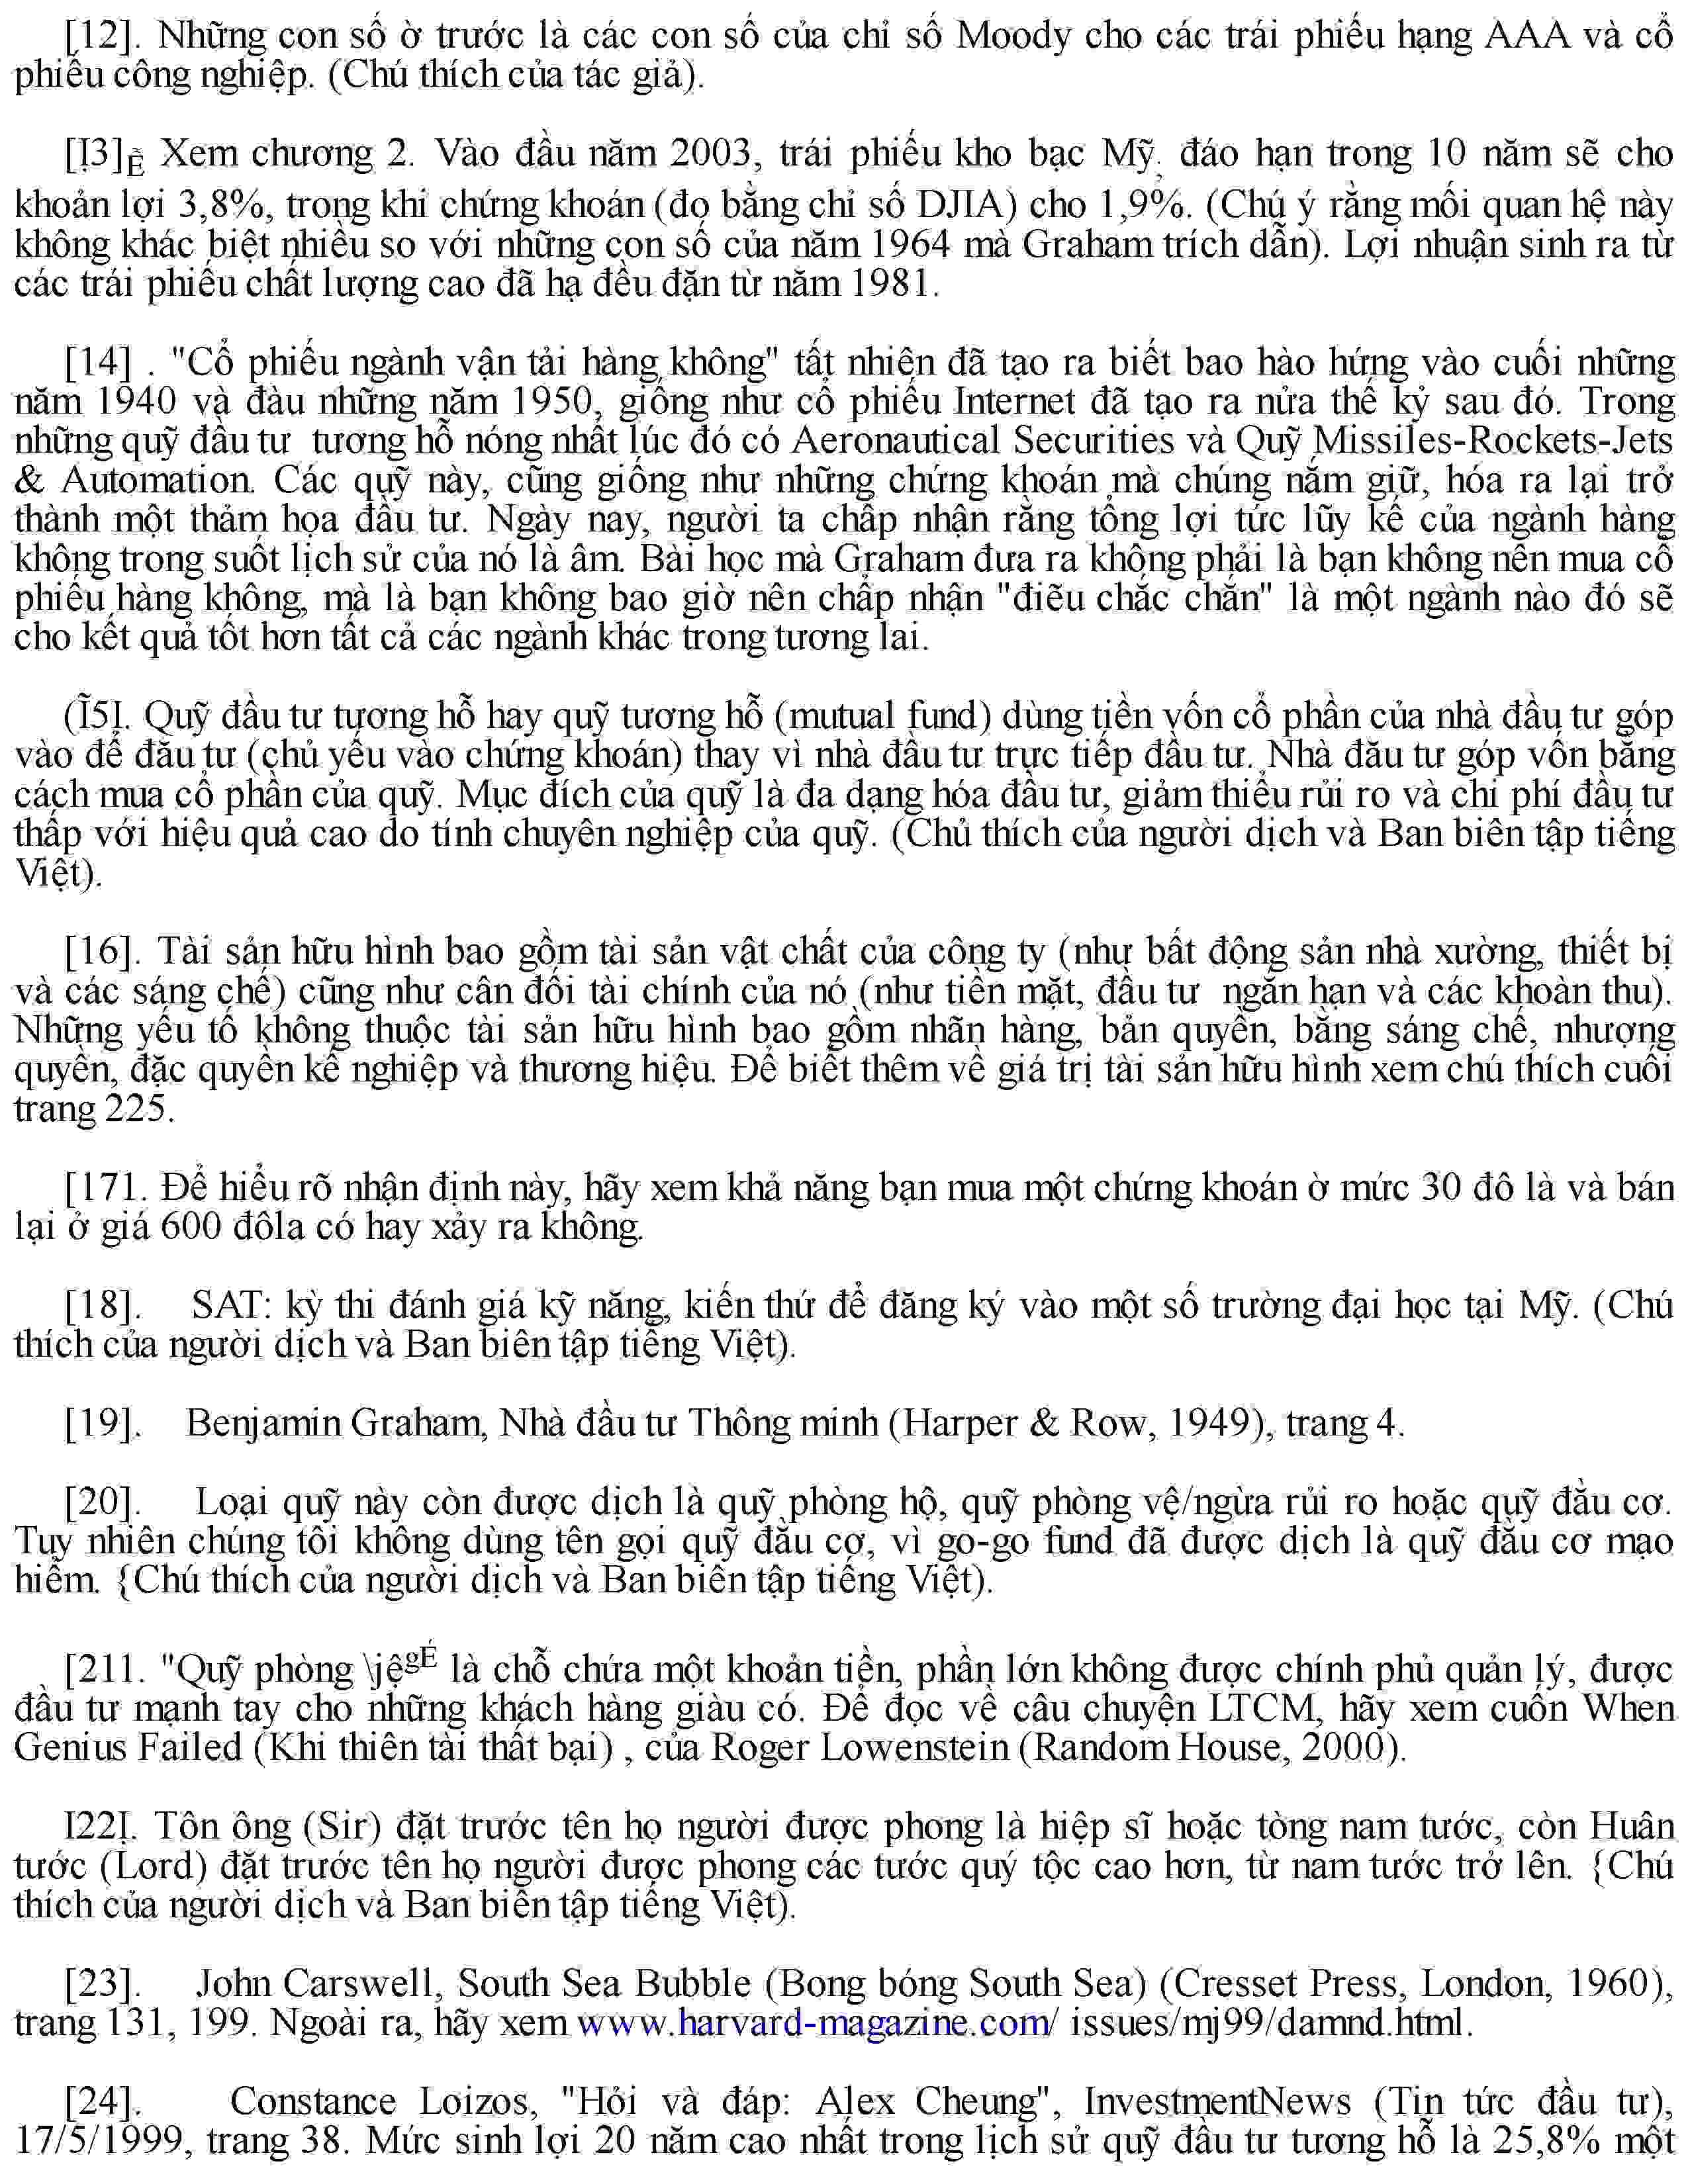 [12]. Những con số ờ trước là các con số của chỉ số Moody cho các trái phiếu hạng AAA và cổ
phiếu công nghiệp. (Chú thích của tác giả).
[Ị3]Ễ Xem chương 2. Vào đầu năm 2003, trái phiếu kho bạc Mỹ, đáo hạn trong 10 năm sẽ cho
khoản lợi 3,8%, trong khi chứng khoán (đo bằng chỉ số DJIA) cho 1,9%. (Chú ý rằng mối quan hệ này
không khác biệt nhiều so với những con số của năm 1964 mà Graham trích dẫn). Lợi nhuận sinh ra từ
các trái phiếu chất lượng cao đã hạ đều đặn từ năm 1981.
[14] . "Cổ phiếu ngành vận tải hàng không" tất nhiên đã tạo ra biết bao hào hứng vào cuối những
năm 1940 và đàu những năm 1950, giống như cổ phiếu Internet đã tạo ra nửa thế kỷ sau đó. Trong
những quỹ đầu tư tương hỗ nóng nhất lúc đó có Aeronautical Securities và Quỹ Missiles-Rockets-Jets
& Automation. Các quỹ này, cũng giống như những chứng khoán mà chúng nắm giữ, hóa ra lại trở
thành một thảm họa đầu tư. Ngày nay, người ta chấp nhận rằng tổng lợi tức lũy kế của ngành hàng
không trong suốt lịch sử của nó là âm. Bài học mà Graham đưa ra không phải là bạn không nên mua cổ
phiếu hàng không, mà là bạn không bao giờ nên chấp nhận "điễu chắc chắn" là một ngành nào đó sẽ
cho kết quả tốt hơn tất cả các ngành khác trong tương lai.
(Ĩ5Ị. Quỹ đầu tư tương hỗ hay quỹ tương hỗ (mutual fund) dùng tiền vốn cổ phần của nhà đầu tư góp
vào để đău tư (chủ yếu vào chứng khoán) thay vì nhà đầu tư trực tiếp đầu tư. Nhà đău tư góp vốn bằng
cách mua cổ phần của quỹ. Mục đích của quỹ là đa dạng hóa đầu tư, giảm thiểu rủi ro và chi phí đầu tư
thấp với hiệu quả cao do tính chuyên nghiệp của quỹ. (Chủ thích của người dịch và Ban biên tập tiếng
Việt).
[16]. Tài sản hữu hình bao gồm tài sản vật chất của công ty (như bất động sản nhà xường, thiết bị
và các sáng chế) cũng như cân đối tài chính của nó (như tiền mặt, đầu tư ngắn hạn và các khoàn thu).
Những yếu tố không thuộc tài sản hữu hình bao gồm nhãn hàng, bản quyền, bằng sáng chế, nhượng
quyền, đặc quyền kế nghiệp và thương hiệu. Để biết thêm về giá trị tài sản hữu hình xem chú thích cuối
trang 225.
[171. Để hiểu rõ nhận định này, hãy xem khả năng bạn mua một chứng khoán ờ mức 30 đô là và bán
lại ở giá 600 đôla có hay xảy ra không.
[18]. SAT: kỳ thi đánh giá kỹ năng, kiến thứ để đăng ký vào một số trường đại học tại Mỹ. (Chú
thích của người dịch và Ban biên tập tiếng Việt).
[19]. Benjamin Graham, Nhà đầu tư Thông minh (Harper & Row, 1949), trang 4.
[20]. Loại quỹ này còn được dịch là quỹ phòng hộ, quỹ phòng vệ/ngừa rủi ro hoặc quỹ đầu cơ.
Tuy nhiên chúng tôi không dùng tên gọi quỹ đầu cơ, vì go-go fund đã được dịch là quỹ đầu cơ mạo
hiểm. {Chú thích của người dịch và Ban biên tập tiếng Việt).
[211. "Quỹ phòng \jệgÉ là chỗ chứa một khoản tiền, phần lớn không được chính phủ quản lý, được
đầu tư mạnh tay cho những khách hàng giàu có. Để đọc về câu chuyện LTCM, hãy xem cuốn When
Genius Failed (Khi thiên tài thất bại) , của Roger Lowenstein (Random House, 2000).
I22Ị. Tôn ông (Sir) đặt trước tên họ người được phong là hiệp sĩ hoặc tòng nam tước, còn Huân
tước (Lord) đặt trước tên họ người được phong các tước quý tộc cao hơn, từ nam tước trở lên. {Chú
thích của người dịch và Ban biên tập tiếng Việt).
[23]. John Carswell, South Sea Bubble (Bong bóng South Sea) (Cresset Press, London, 1960),
trang 131, 199. Ngoài ra, hãy xem www.harvard-magazine.com/ issues/mj99/damnd.html.
[24]. Constance Loizos, "Hỏi và đáp: Alex Cheung", InvestmentNews (Tin tức đầu tư),
17/5/1999, trang 38. Mức sinh lợi 20 năm cao nhất trong lịch sử quỹ đầu tư tương hỗ là 25,8% một